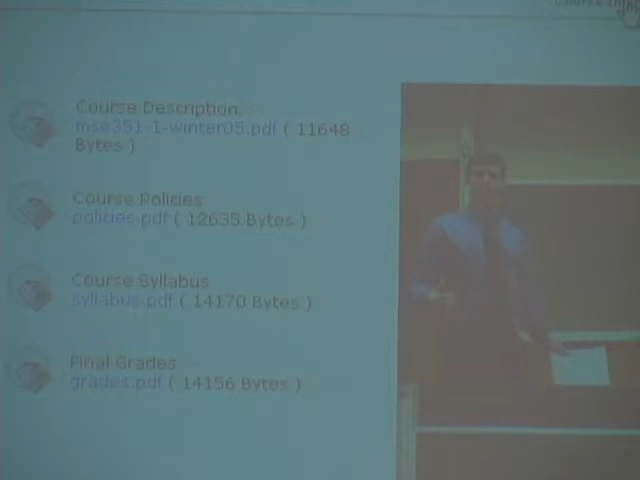 Course Description:
mse351-1-winter05.pdf ( 11648
Bytes )
Course Policies
policies.pdf ( 12635 Bytes )
Course Syllabus
syllabus.pdf ( 14170 Bytes )
Final Grades
grades.pdf ( 14156 Bytes )